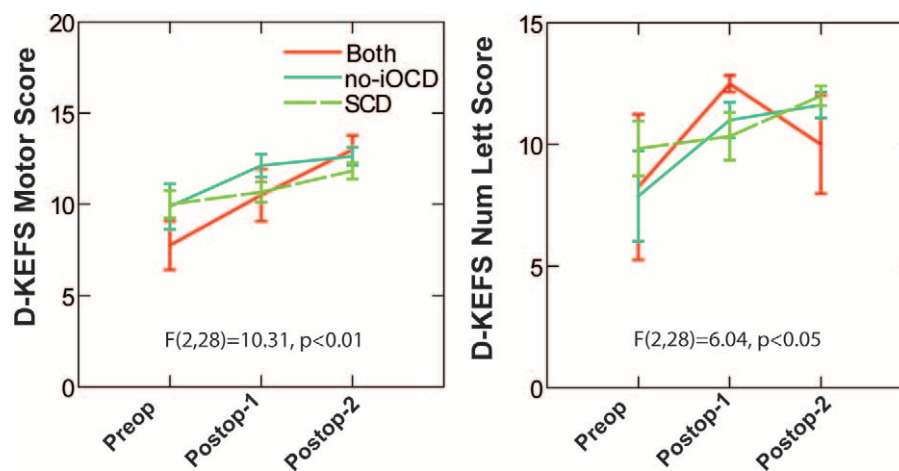 D-KEFS Motor Score
20
15
10
5
0
Both
no-iOCD
SCD
F(2,28)=10.31, p<0.01
Preop
Postop-1
Postop-2
D-KEFS Num Lett Score
15
10
5
0
F(2,28)=6.04, p<0.05
Preop
Postop-1
Postop-2